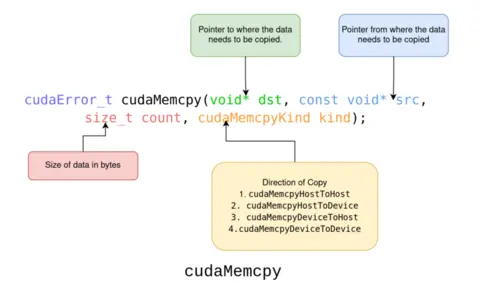 Pointer to where the data
needs to be copied.
Pointer from where the data
needs to be copied
cudaError_t cudaMemcpy(void* dst, const void* src,
size_t count, cudaMemcpyKind kind);
Size of data in bytes
Direction of Copy
1. cudaMemcpyHostToHost
2. cudaMemcpyHostToDevice
3. cudaMemcpyDeviceToHost
4.cudaMemcpyDeviceToDevice
cudaMemcpy